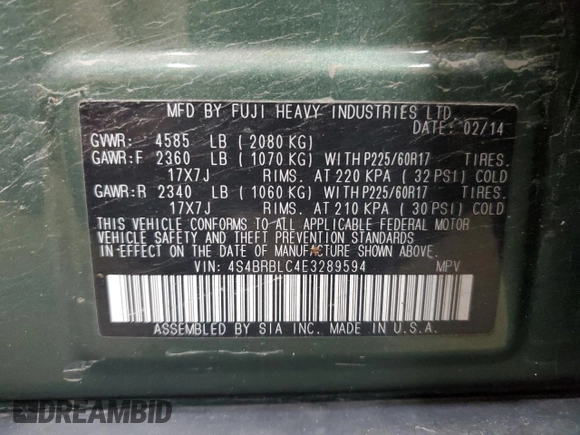 MFD BY FUJI HEAVY INDUSTRIES LTD.
DATE: 02/14
GVWR: 4585 LB ( 2080 KG)
GAWR:F 2360 LB ( 1070 KG) WITH P225/60R17 TIRES.
17X7J RIMS. AT 220 KPA ( 32 PSI) COLD
GAWR:R 2340 LB ( 1060 KG) WITH P225/60R17 TIRES.
17X7J RIMS. AT 210 KPA ( 30 PSI) COLD
THIS VEHICLE CONFORMS TO ALL APPLICABLE FEDERAL MOTOR
VEHICLE SAFETY AND THEFT PREVENTION STANDARDS
IN EFFECT ON THE DATE OF MANUFACTURE SHOWN ABOVE.
VIN: 4S4BRBLC4E3289594 MPV
ASSEMBLED BY SIA INC. MADE IN U.S.A.
DREAMBID